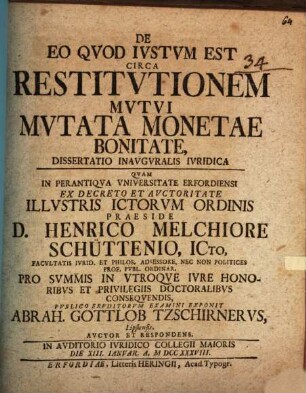 64
DE
EO QVOD IVSTVM EST
CIRCA
34
RESTITVTIONEM
MVTVI
MVTATA MONETAE
BONITATE,
DISSERTATIO INAVGVRALIS IVRIDICA
QVAM
IN PERANTIQVA VNIVERSITATE ERFORDIENSI
EX DECRETO ET AVCTORITATE
ILLVSTRIS ICTORVM ORDINIS
PRAESIDE
D. HENRICO MELCHIORE
SCHÜTTENIO, ICTO,
FACVLTATIS IVRID. ET PHILOS. ADSESSORE, NEC NON POLITICES
PROF. PVBL. ORDINAR.
PRO SVMMIS IN VTROQVE IVRE HONO-
RIBVS ET PRIVILEGIIS DOCTORALIBVS
CONSEQVENDIS,
PVBLICO ERVDITORVM EXAMINI EXPONIT
ABRAH. GOTTLOB TZSCHIRNERVS,
Lipsiensis,
AVCTOR ET RESPONDENS.
IN AVDITORIO IVRIDICO COLLEGII MAIORIS
DIE XIII. IANVAR. A. M DCC XXXVIII.
ERFORDIAE, Litteris HERINGII, Acad. Typogr.